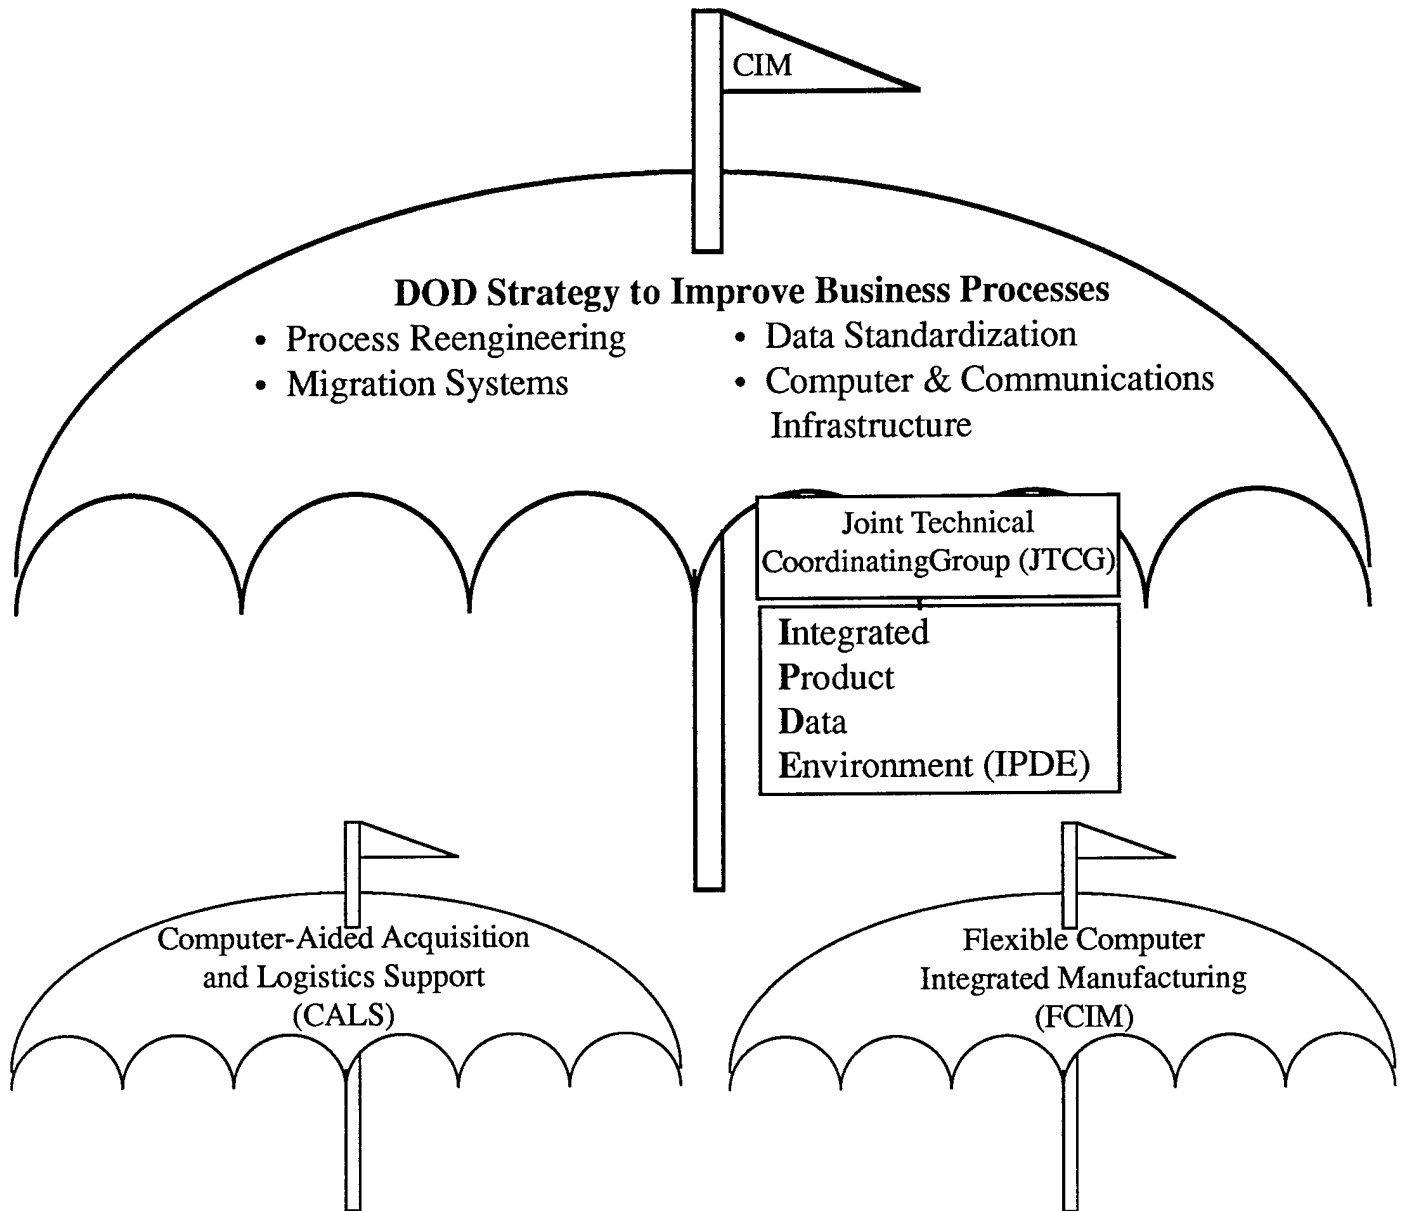 CIM
DOD Strategy to Improve Business Processes
• Process Reengineering
• Migration Systems
• Data Standardization
• Computer & Communications
Infrastructure
Joint Technical
CoordinatingGroup (JTCG)
Integrated
Product
Data
Environment (IPDE)
Computer-Aided Acquisition
and Logistics Support
(CALS)
Flexible Computer
Integrated Manufacturing
(FCIM)